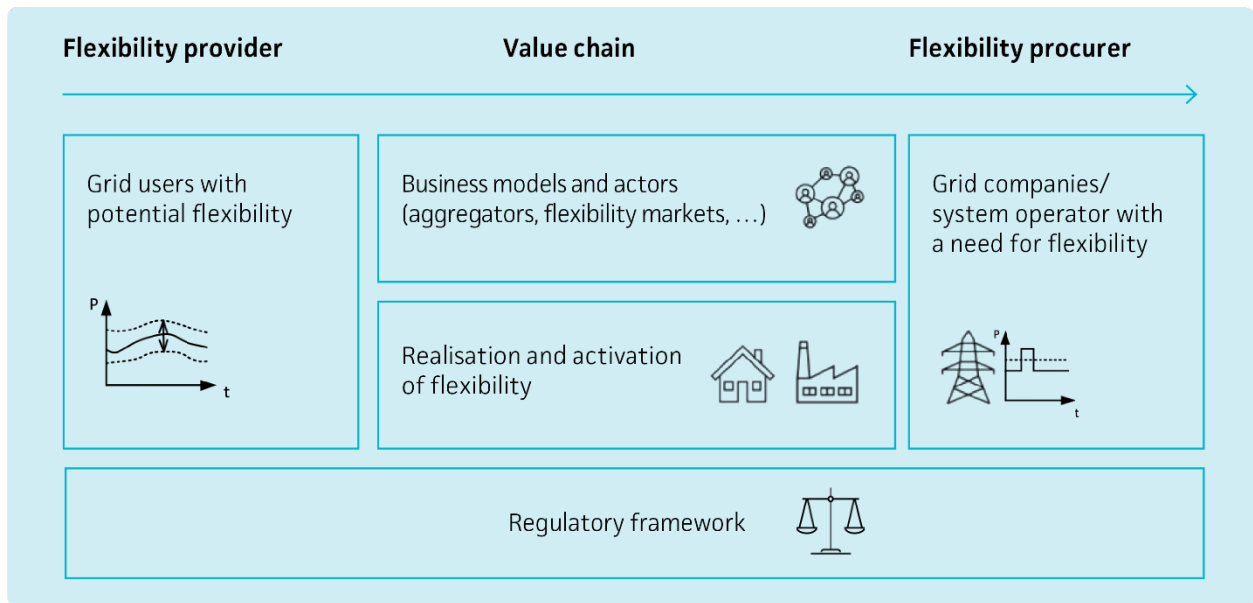 Flexibility provider
Value chain
Flexibility procurer
Grid users with
potential flexibility
P
t
Business models and actors
(aggregators, flexibility markets, …)
Realisation and activation
of flexibility
Grid companies/
system operator with
a need for flexibility
P
t
Regulatory framework